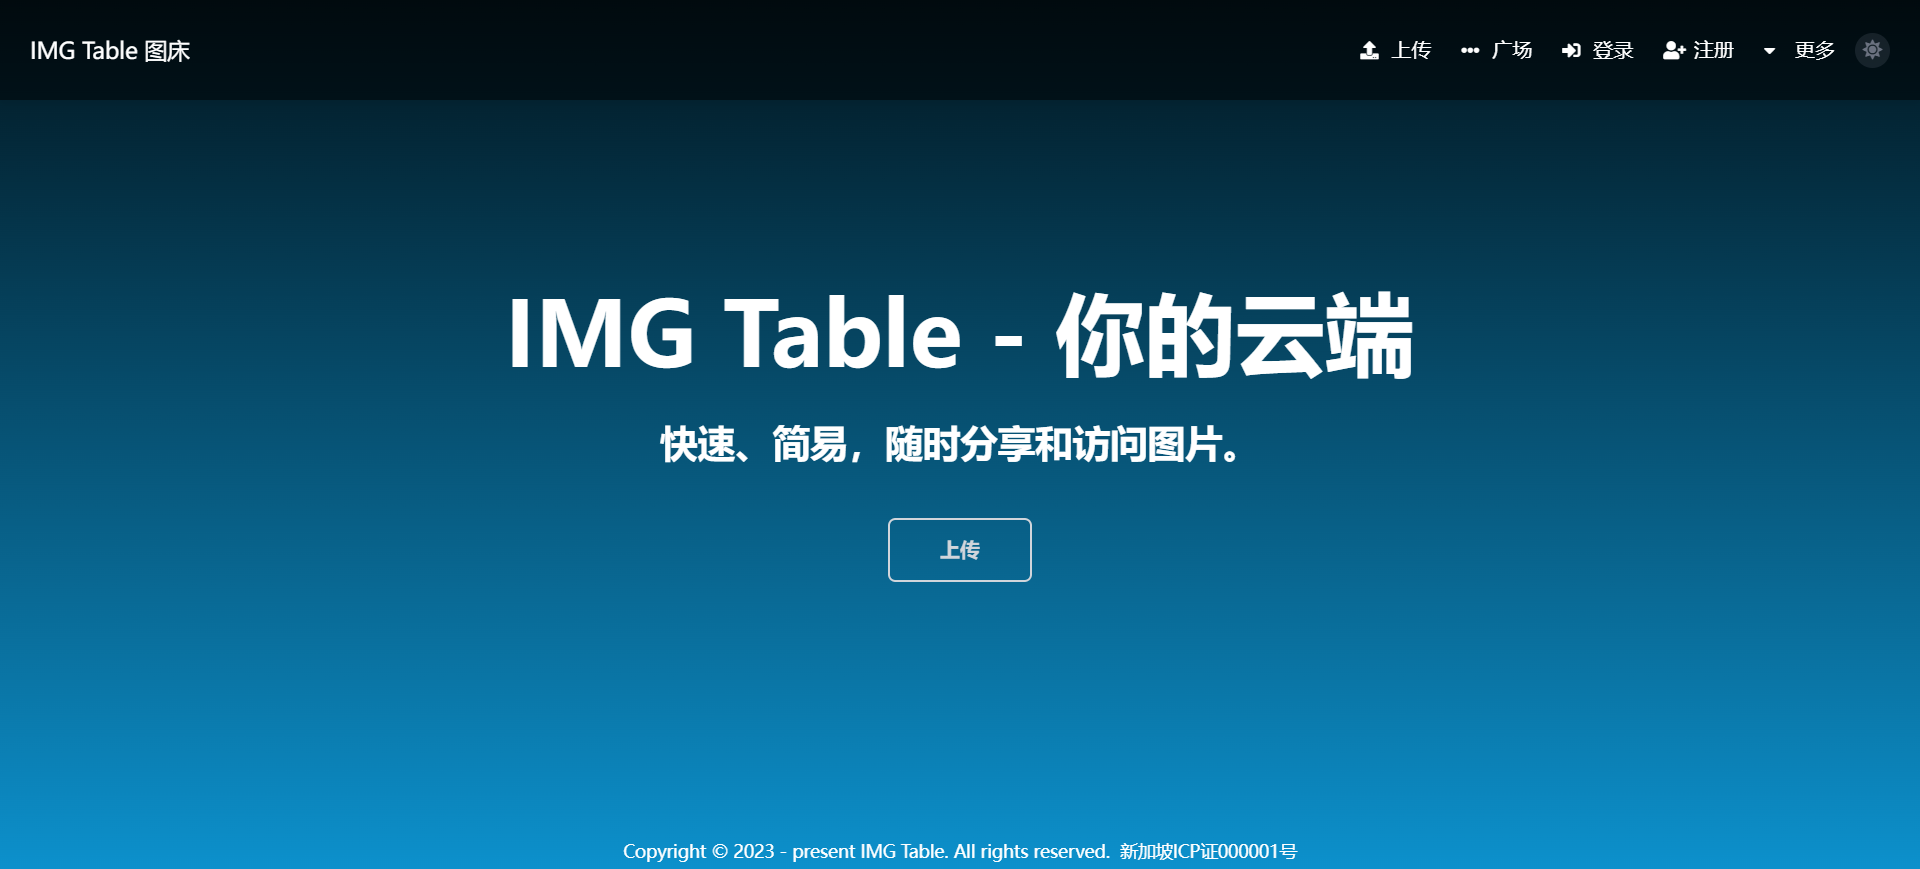 IMG Table 图床
上传 广场 登录 注册 更多
IMG Table - 你的云端
快速、简易，随时分享和访问图片。
上传
Copyright © 2023 - present IMG Table. All rights reserved. 新加坡ICP证000001号